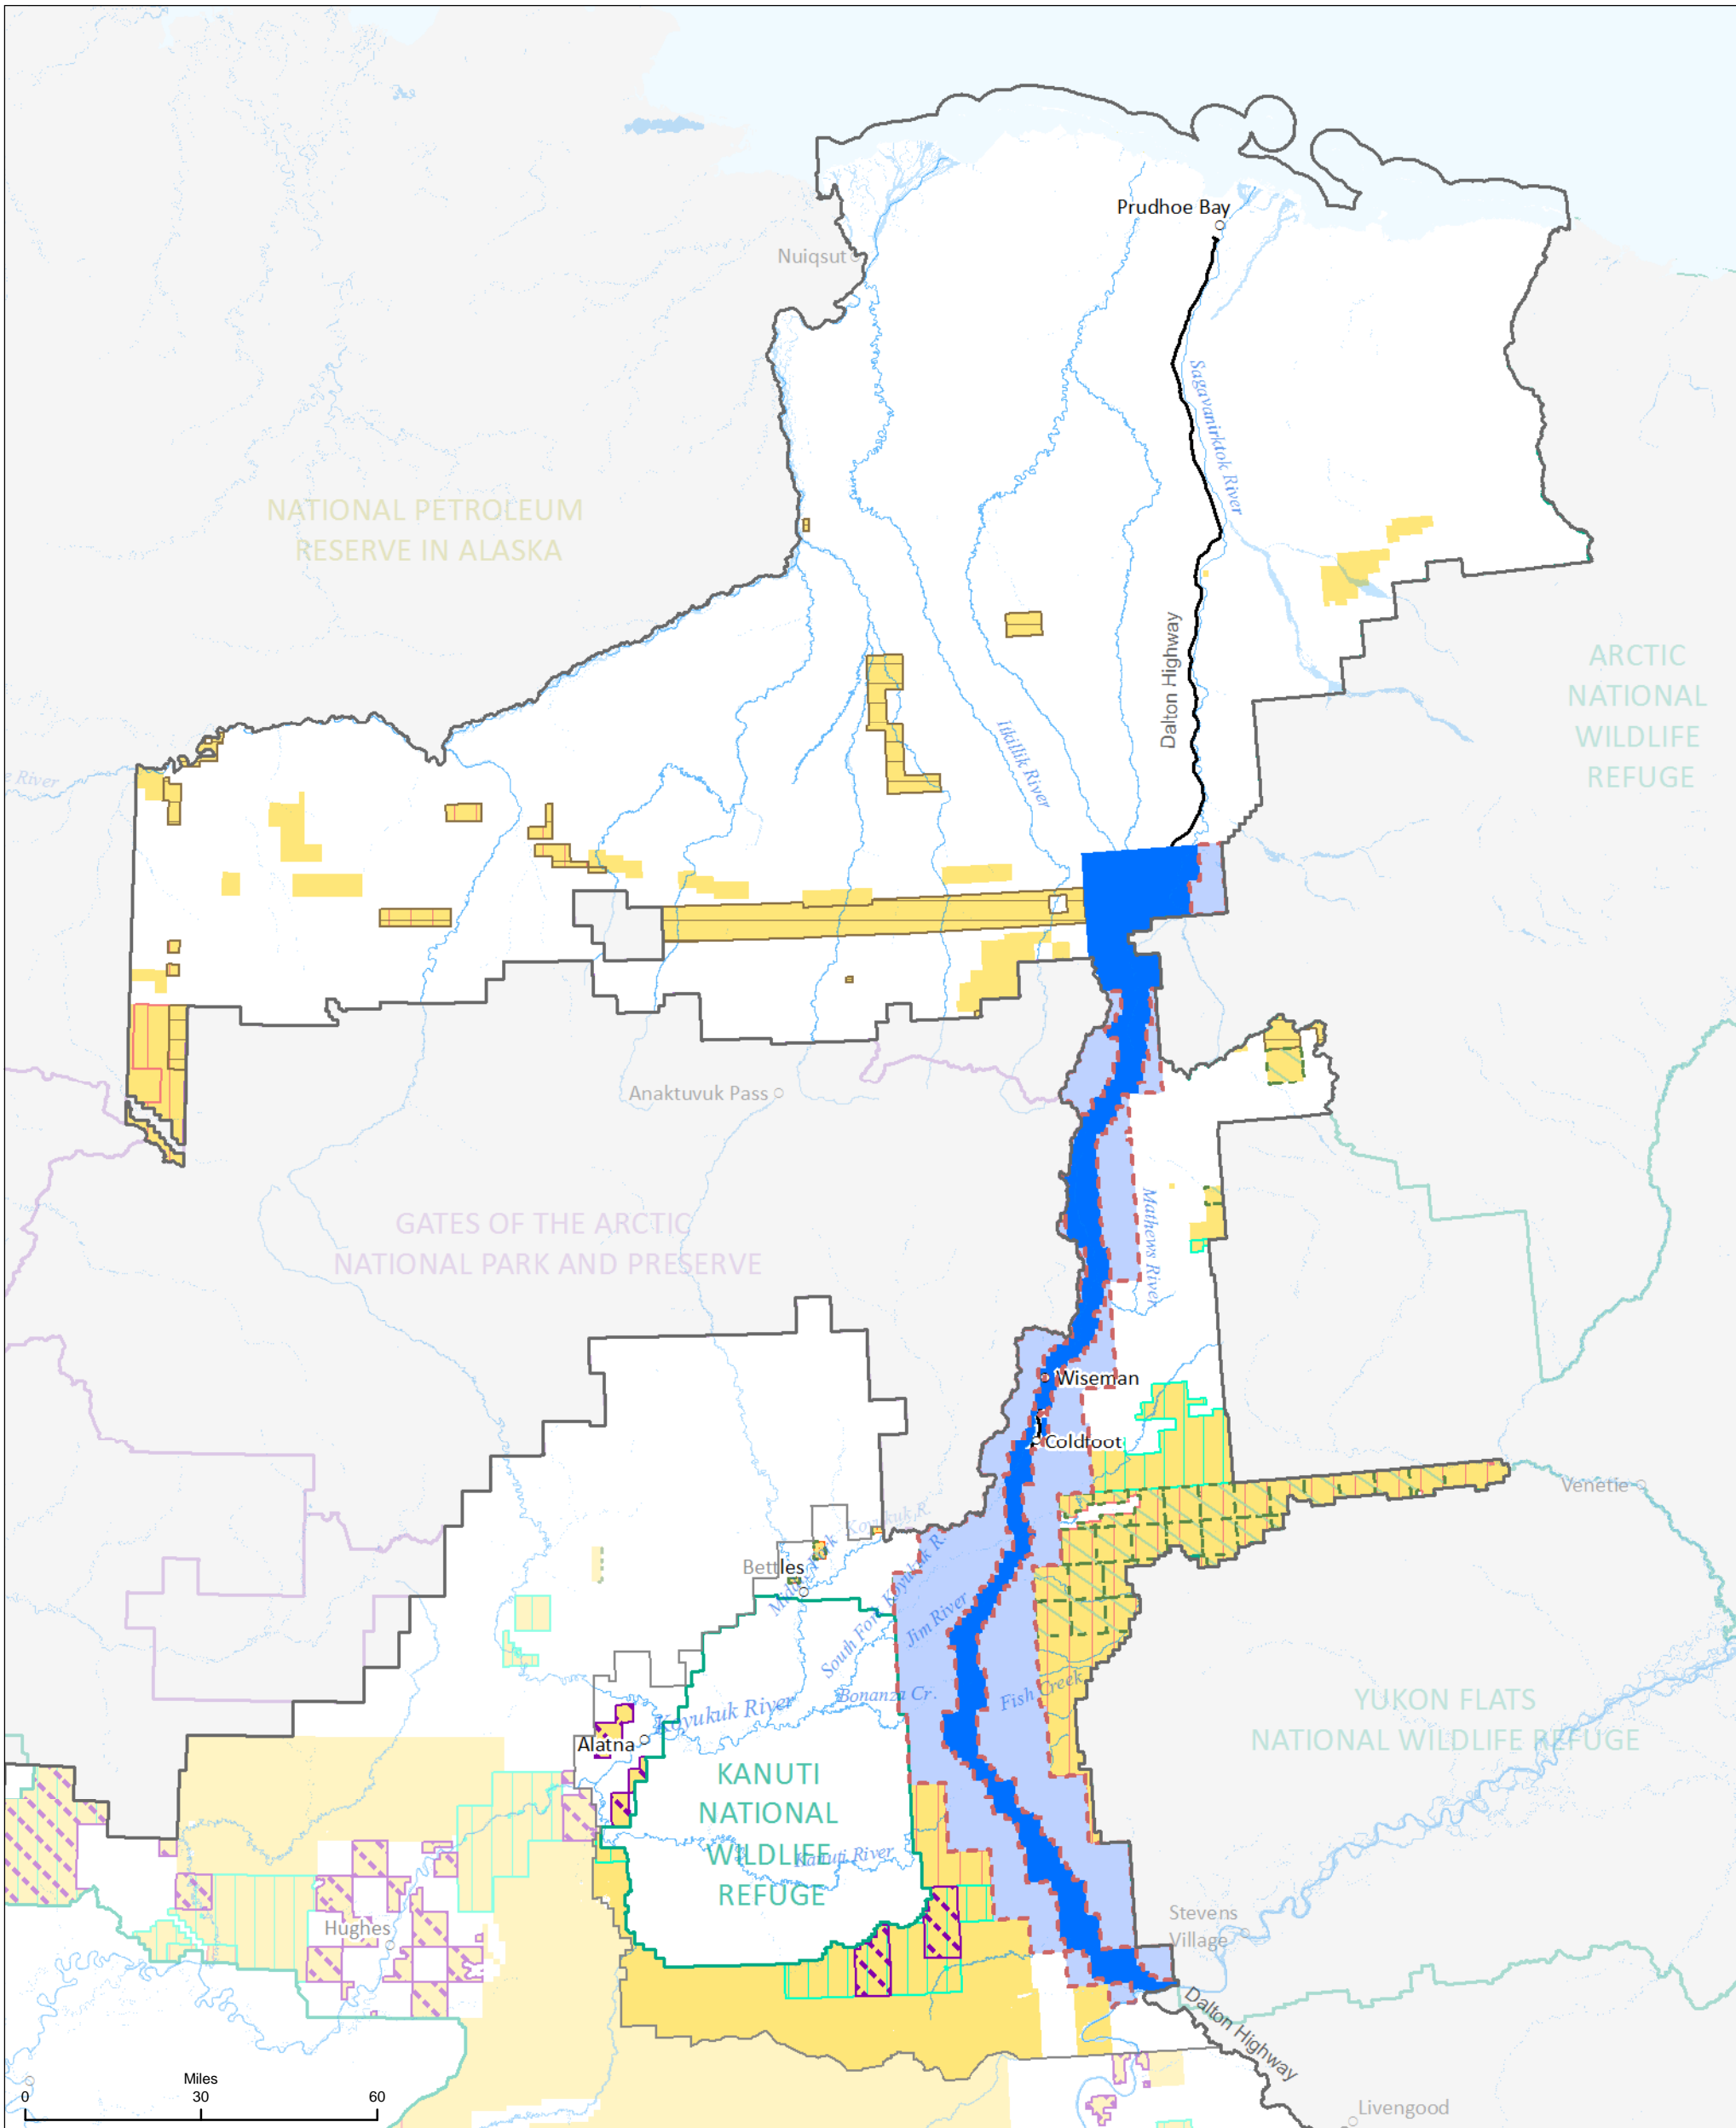 Prudhoe Bay
Nuiqsut
Sagavanirktok River
NATIONAL PETROLEUM
RESERVE IN ALASKA
Dalton Highway
ARCTIC
NATIONAL
WILDLIFE
REFUGE
Itkillik River
e River
Anaktuvuk Pass
GATES OF THE ARCTIC
NATIONAL PARK AND PRESERVE
Mathews River
Wiseman
Coldfoot
Venetie
Koyukuk R.
Bettles
South Fork Koyukuk R.
Jim River
Fish Creek
Bonanza Cr.
Koyukuk River
Alatna
YUKON FLATS
NATIONAL WILDLIFE REFUGE
KANUTI
NATIONAL
WILDLIFE
REFUGE
Kanuti River
Hughes
Stevens
Village
Dalton Highway
Miles
0 30 60
Livengood